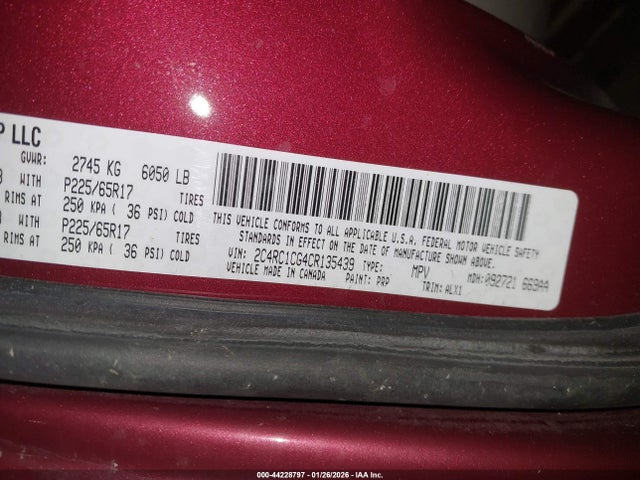 P LLC
GVWR: 2745 KG 6050 LB
WITH P225/65R17 TIRES
RIMS AT 250 KPA ( 36 PSI) COLD
WITH P225/65R17 TIRES
RIMS AT 250 KPA ( 36 PSI) COLD
THIS VEHICLE CONFORMS TO ALL APPLICABLE U.S.A. FEDERAL MOTOR VEHICLE SAFETY
STANDARDS IN EFFECT ON THE DATE OF MANUFACTURE SHOWN ABOVE.
VIN: 2C4RC1CG4CR135439 TYPE: MPV MDH: 092721 669AA
VEHICLE MADE IN CANADA PAINT: PRP TRIM: ALX1
000-44228797 - 01/26/2026 - IAA Inc.